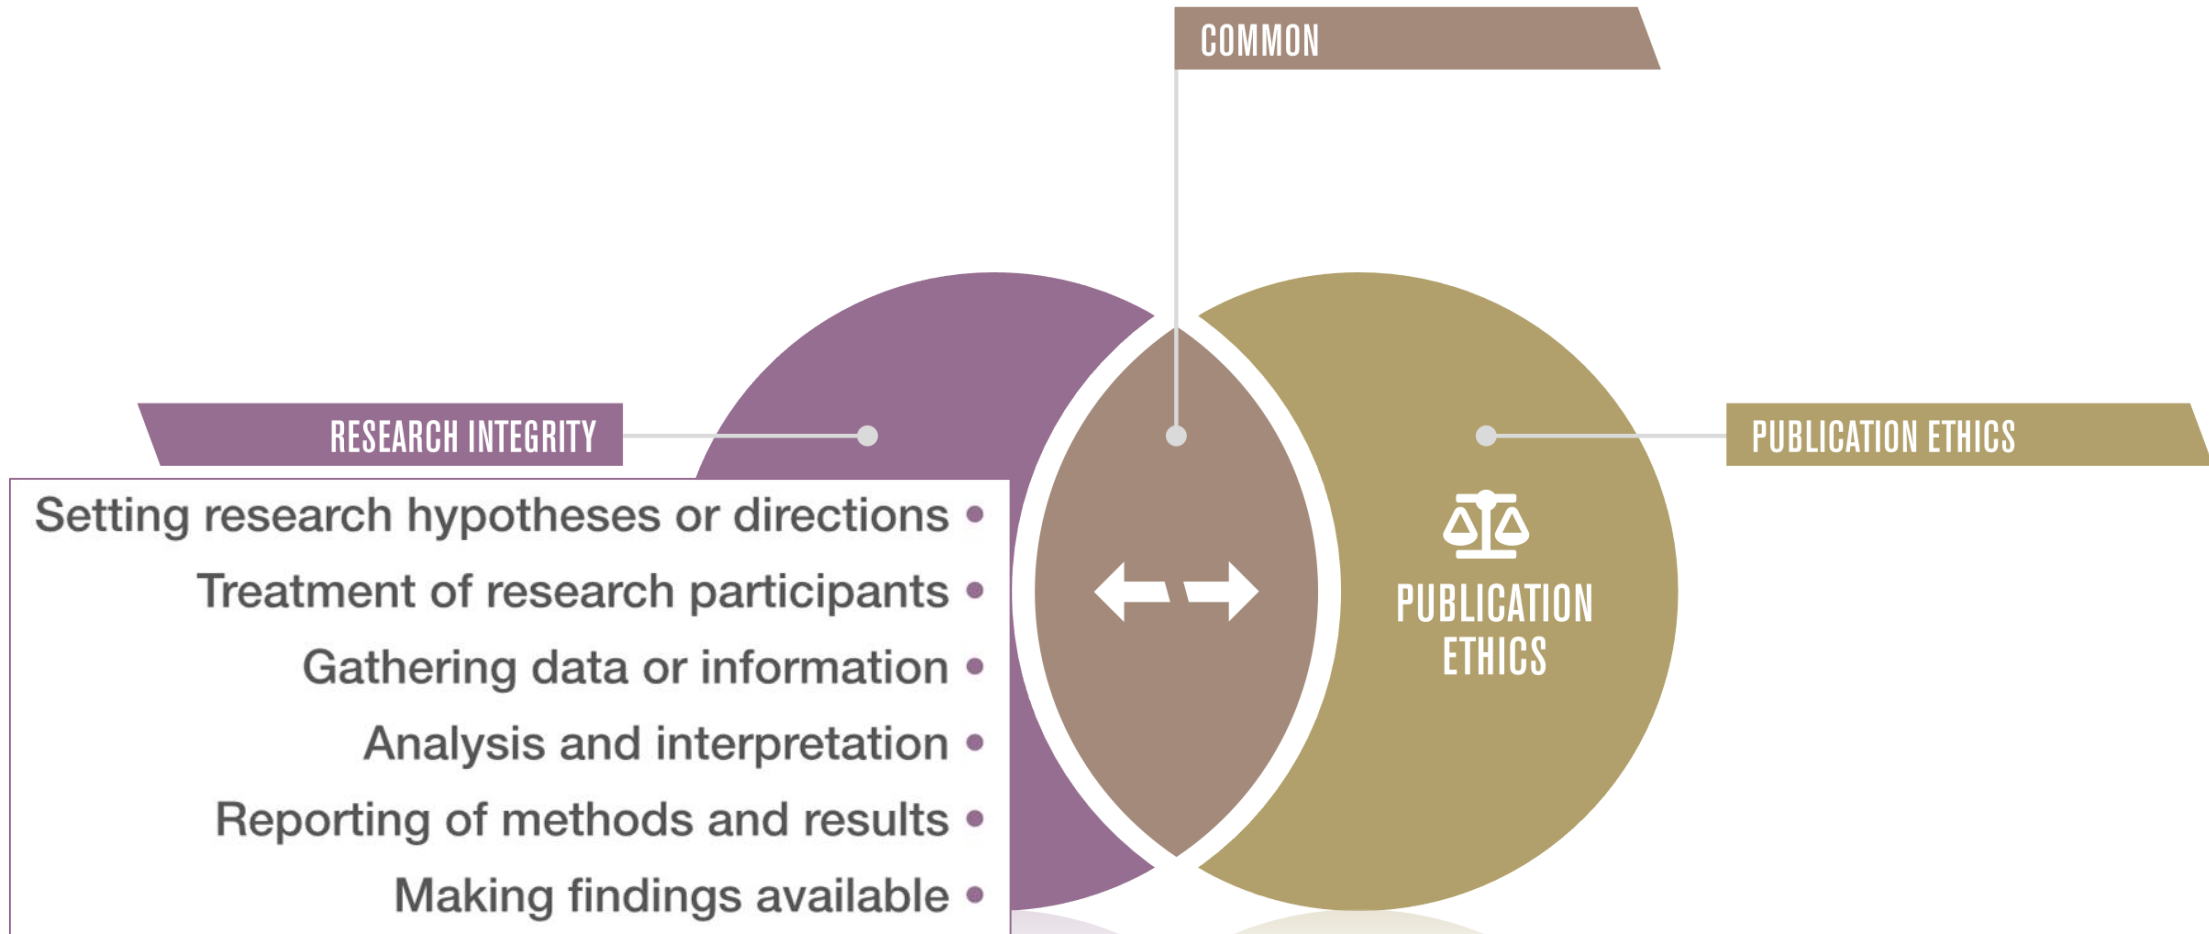 COMMON
RESEARCH INTEGRITY
Setting research hypotheses or directions •
Treatment of research participants •
Gathering data or information •
Analysis and interpretation •
Reporting of methods and results •
Making findings available •
PUBLICATION ETHICS
PUBLICATION
ETHICS